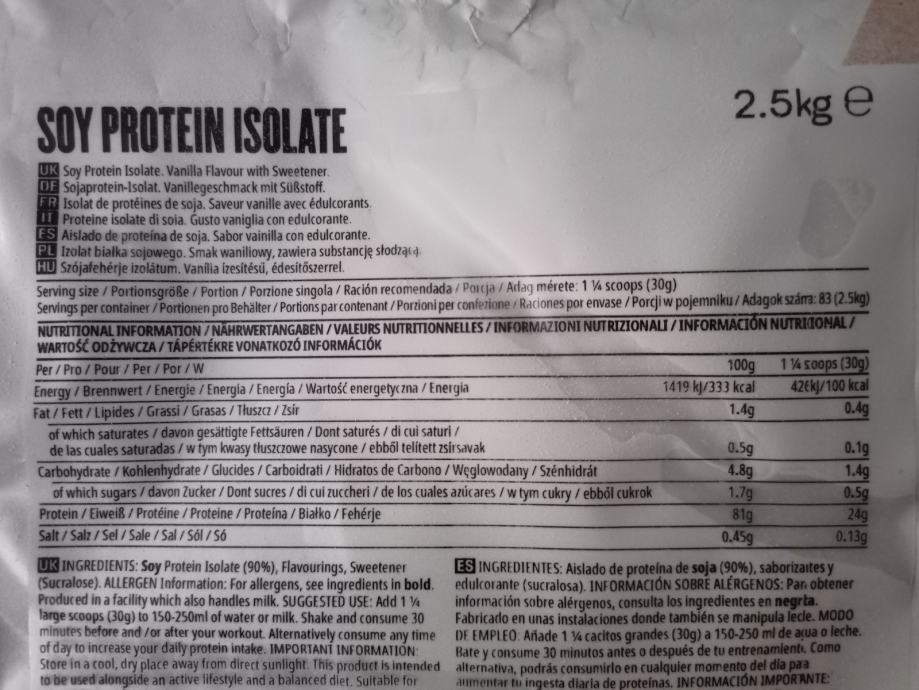 2.5kg ℮
SOY PROTEIN ISOLATE
UK Soy Protein Isolate. Vanilla Flavour with Sweetener.
DE Sojaprotein-Isolat. Vanillegeschmack mit Süßstoff.
FR Isolat de protéines de soja. Saveur vanille avec édulcorants.
IT Proteine isolate di soia. Gusto vaniglia con edulcorante.
ES Aislado de proteína de soja. Sabor vainilla con edulcorante.
PL Izolat białka sojowego. Smak waniliowy, zawiera substancję słodzącą.
HU Szójafehérje izolátum. Vanília ízesítésű, édesítőszerrel.
Serving size / Portionsgröße / Portion / Porzione singola / Ración recomendada / Porcja / Adag mérete: 1 ¼ scoops (30g)
Servings per container / Portionen pro Behälter / Portions par contenant / Porzioni per confezione / Raciones por envase / Porcji w pojemniku / Adagok száma: 83 (2.5kg)
NUTRITIONAL INFORMATION / NÄHRWERTANGABEN / VALEURS NUTRITIONNELLES / INFORMAZIONI NUTRIZIONALI / INFORMACIÓN NUTRICIONAL /
WARTOŚĆ ODŻYWCZA / TÁPÉRTÉKRE VONATKOZÓ INFORMÁCIÓK
Per / Pro / Pour / Per / Por / W 100g 1 ¼ scoops (30g)
Energy / Brennwert / Energie / Energia / Energía / Wartość energetyczna / Energia 1419 kJ/333 kcal 426kJ/100 kcal
Fat / Fett / Lipides / Grassi / Grasas / Tłuszcz / Zsír 1.4g 0.4g
of which saturates / davon gesättigte Fettsäuren / Dont saturés / di cui saturi /
de las cuales saturadas / w tym kwasy tłuszczowe nasycone / ebből telített zsírsavak 0.5g 0.1g
Carbohydrate / Kohlenhydrate / Glucides / Carboidrati / Hidratos de Carbono / Węglowodany / Szénhidrát 4.8g 1.4g
of which sugars / davon Zucker / Dont sucres / di cui zuccheri / de los cuales azúcares / w tym cukry / ebből cukrok 1.7g 0.5g
Protein / Eiweiß / Protéine / Proteine / Proteína / Białko / Fehérje 81g 24g
Salt / Salz / Sel / Sale / Sal / Sól / Só 0.45g 0.13g
UK INGREDIENTS: Soy Protein Isolate (90%), Flavourings, Sweetener
(Sucralose). ALLERGEN Information: For allergens, see ingredients in bold.
Produced in a facility which also handles milk. SUGGESTED USE: Add 1 ¼
large scoops (30g) to 150-250ml of water or milk. Shake and consume 30
minutes before and /or after your workout. Alternatively consume any time
of day to increase your daily protein intake. IMPORTANT INFORMATION:
Store in a cool, dry place away from direct sunlight. This product is intended
to be used alongside an active lifestyle and a balanced diet. Suitable for
ES INGREDIENTES: Aislado de proteína de soja (90%), saborizantes y
edulcorante (sucralosa). INFORMACIÓN SOBRE ALÉRGENOS: Para obtener
información sobre alérgenos, consulta los ingredientes en negrita.
Fabricado en unas instalaciones donde también se manipula leche. MODO
DE EMPLEO: Añade 1 ¼ cacitos grandes (30g) a 150-250 ml de agua o leche.
Bate y consume 30 minutos antes o después de tu entrenamiento. Como
alternativa, podrás consumirlo en cualquier momento del día para
aumentar tu ingesta diaria de proteínas. INFORMACIÓN IMPORTANTE: